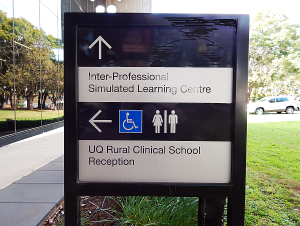 Inter-Professional
Simulated Learning Centre
UQ Rural Clinical School
Reception